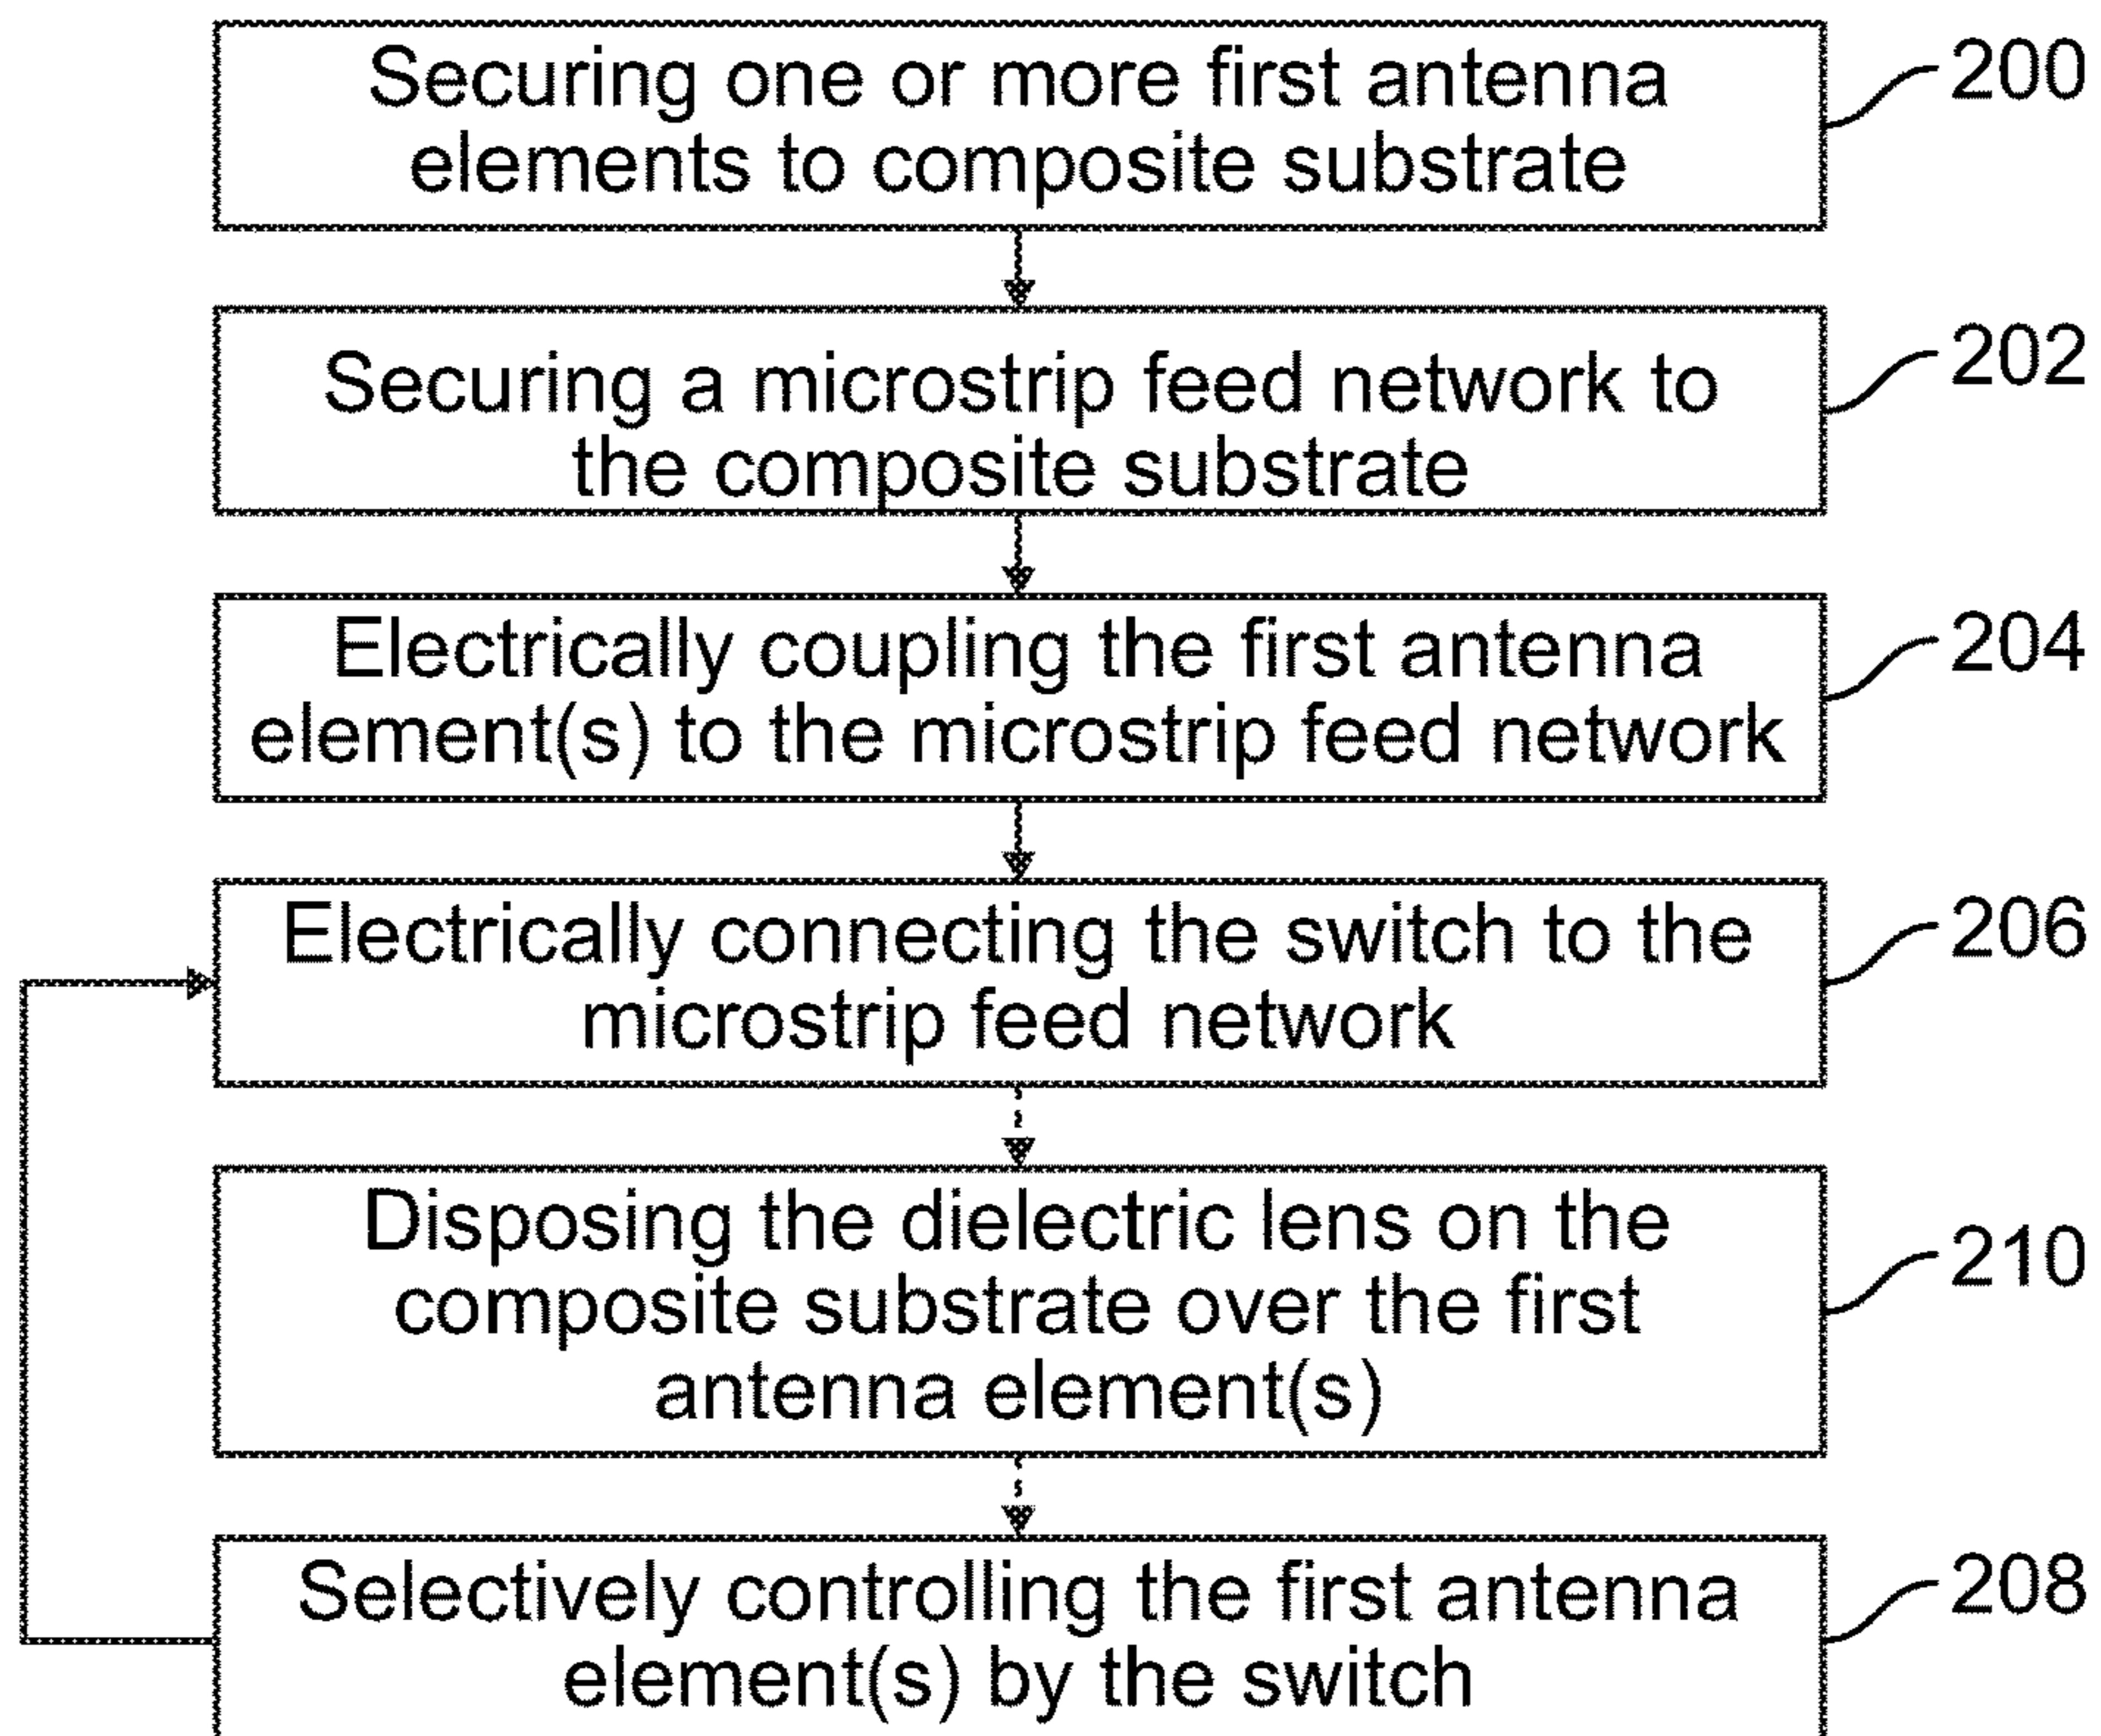 Securing one or more first antenna
elements to composite substrate
200
Securing a microstrip feed network to
the composite substrate
202
Electrically coupling the first antenna
element(s) to the microstrip feed network
204
Electrically connecting the switch to the
microstrip feed network
206
Disposing the dielectric lens on the
composite substrate over the first
antenna element(s)
210
Selectively controlling the first antenna
element(s) by the switch
208